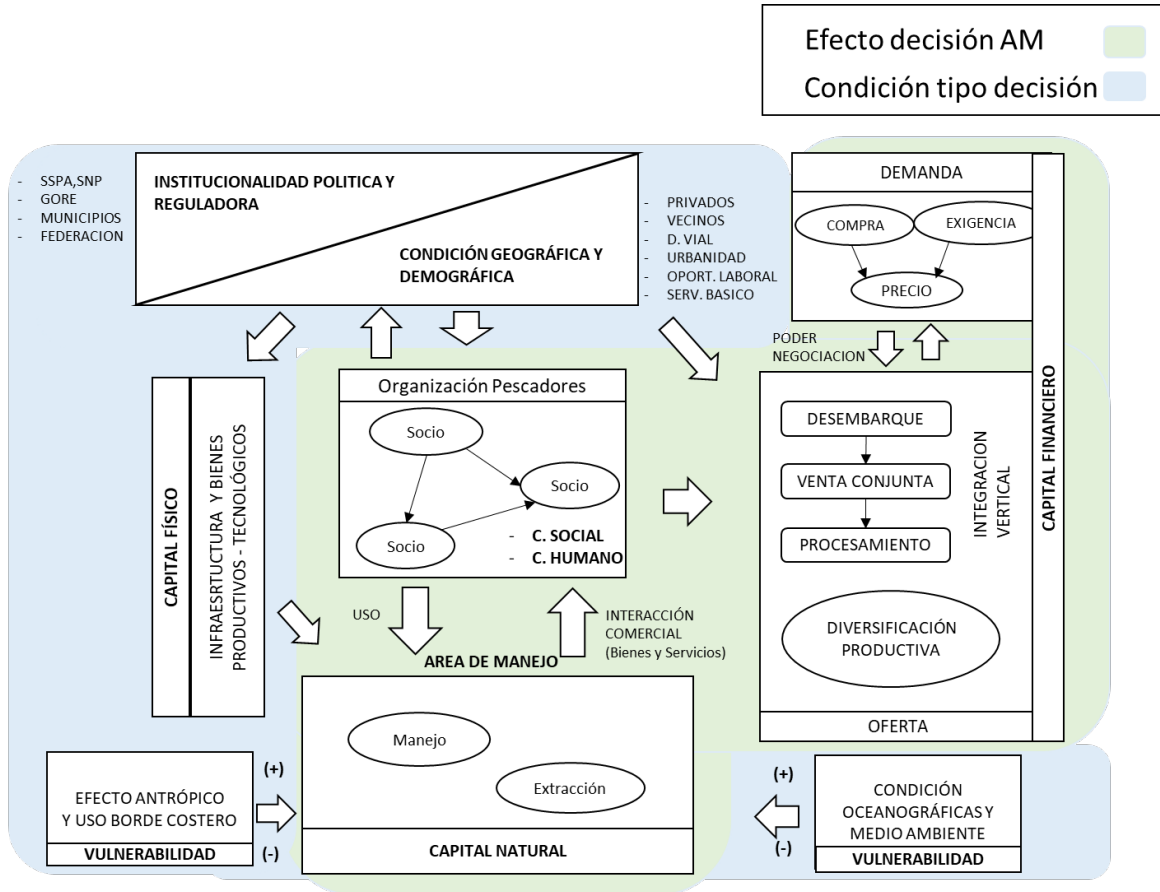 Efecto decisión AM
Condición tipo decisión
- SSPA,SNP
- GORE
- MUNICIPIOS
- FEDERACION
INSTITUCIONALIDAD POLITICA Y
REGULADORA
CONDICIÓN GEOGRÁFICA Y
DEMOGRÁFICA
- PRIVADOS
- VECINOS
- D. VIAL
- URBANIDAD
- OPORT. LABORAL
- SERV. BASICO
DEMANDA
COMPRA
EXIGENCIA
PRECIO
PODER
NEGOCIACION
CAPITAL FINANCIERO
CAPITAL FÍSICO
INFRAESRTUCTURA Y BIENES
PRODUCTIVOS - TECNOLÓGICOS
Organización Pescadores
Socio
Socio
Socio
- C. SOCIAL
- C. HUMANO
DESEMBARQUE
VENTA CONJUNTA
PROCESAMIENTO
INTEGRACION
VERTICAL
DIVERSIFICACIÓN
PRODUCTIVA
OFERTA
USO
INTERACCIÓN
COMERCIAL
(Bienes y Servicios)
AREA DE MANEJO
Manejo
Extracción
CAPITAL NATURAL
EFECTO ANTRÓPICO
Y USO BORDE COSTERO
VULNERABILIDAD
(+)
(-)
(+)
(-)
CONDICIÓN
OCEANOGRÁFICAS Y
MEDIO AMBIENTE
VULNERABILIDAD